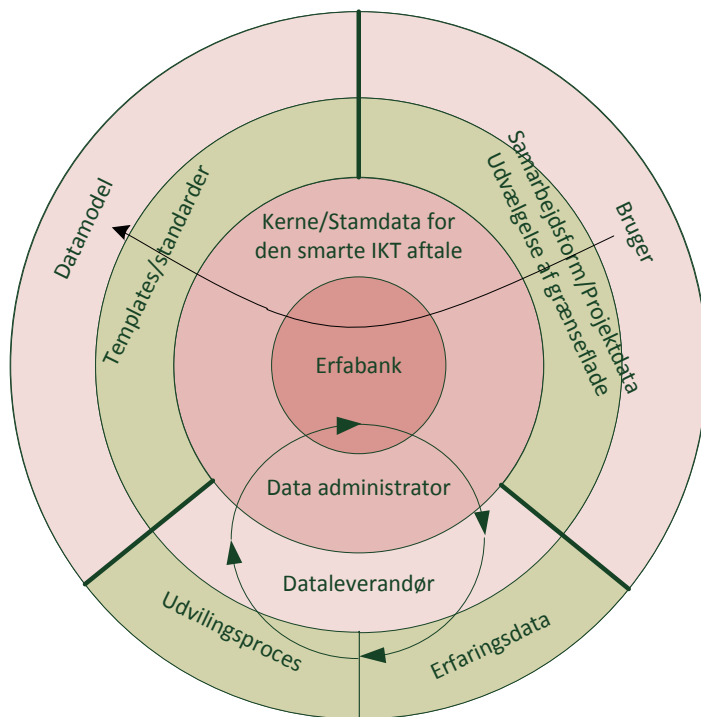 Datamodel
Templates/standarder
Kerne/Stamdata for
den smarte IKT aftale
Samarbejdsform/Projektdata
Udvælgelse af grænseflade
Bruger
Erfabank
Data administrator
Dataleverandør
Udvilingsproces
Erfaringsdata